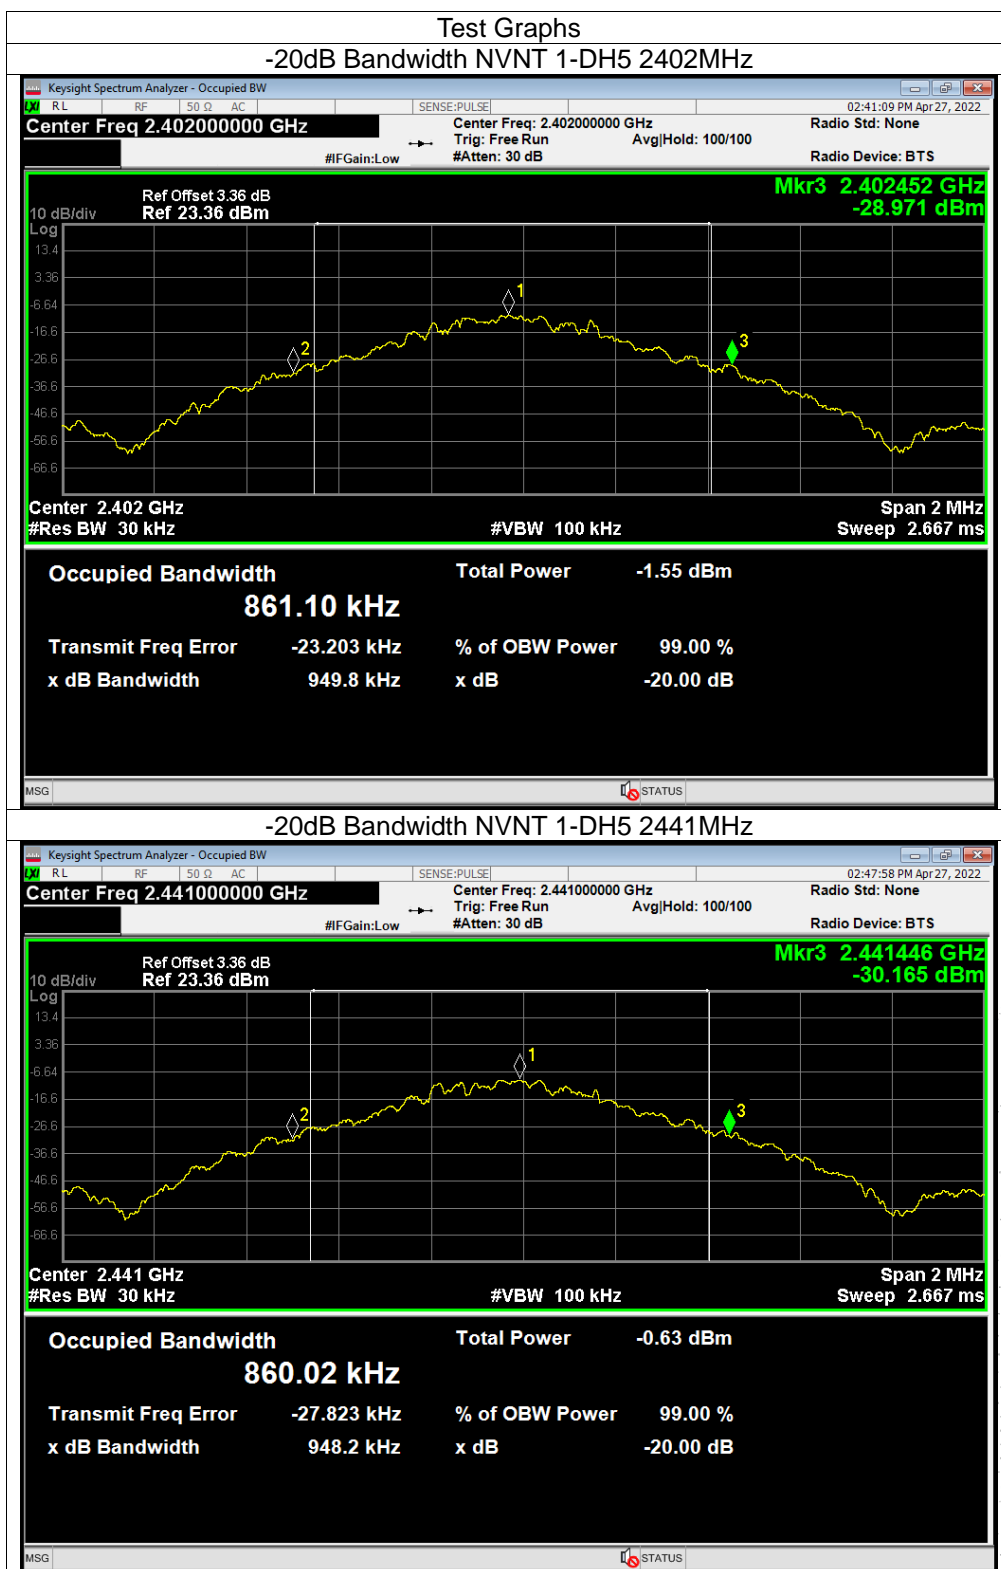 Test Graphs
-20dB Bandwidth NVNT 1-DH5 2402MHz
Keysight Spectrum Analyzer - Occupied BW
LXI RL RF 50 Ω AC SENSE:PULSE 02:41:09 PM Apr 27, 2022
Center Freq 2.402000000 GHz Center Freq: 2.402000000 GHz Radio Std: None
Trig: Free Run Avg|Hold: 100/100
#IFGain:Low #Atten: 30 dB Radio Device: BTS
Mkr3 2.402452 GHz
Ref Offset 3.36 dB
10 dB/div Ref 23.36 dBm -28.971 dBm
Log
13.4
3.36
1
-6.64
-16.6
2 3
-26.6
-36.6
-46.6
-56.6
-66.6
Center 2.402 GHz Span 2 MHz
#Res BW 30 kHz #VBW 100 kHz Sweep 2.667 ms
Occupied Bandwidth Total Power -1.55 dBm
861.10 kHz
Transmit Freq Error -23.203 kHz % of OBW Power 99.00 %
x dB Bandwidth 949.8 kHz x dB -20.00 dB
MSG STATUS
-20dB Bandwidth NVNT 1-DH5 2441MHz
Keysight Spectrum Analyzer - Occupied BW
LXI RL RF 50 Ω AC SENSE:PULSE 02:47:58 PM Apr 27, 2022
Center Freq 2.441000000 GHz Center Freq: 2.441000000 GHz Radio Std: None
Trig: Free Run Avg|Hold: 100/100
#IFGain:Low #Atten: 30 dB Radio Device: BTS
Mkr3 2.441446 GHz
Ref Offset 3.36 dB
10 dB/div Ref 23.36 dBm -30.165 dBm
Log
13.4
3.36
1
-6.64
-16.6
2 3
-26.6
-36.6
-46.6
-56.6
-66.6
Center 2.441 GHz Span 2 MHz
#Res BW 30 kHz #VBW 100 kHz Sweep 2.667 ms
Occupied Bandwidth Total Power -0.63 dBm
860.02 kHz
Transmit Freq Error -27.823 kHz % of OBW Power 99.00 %
x dB Bandwidth 948.2 kHz x dB -20.00 dB
MSG STATUS